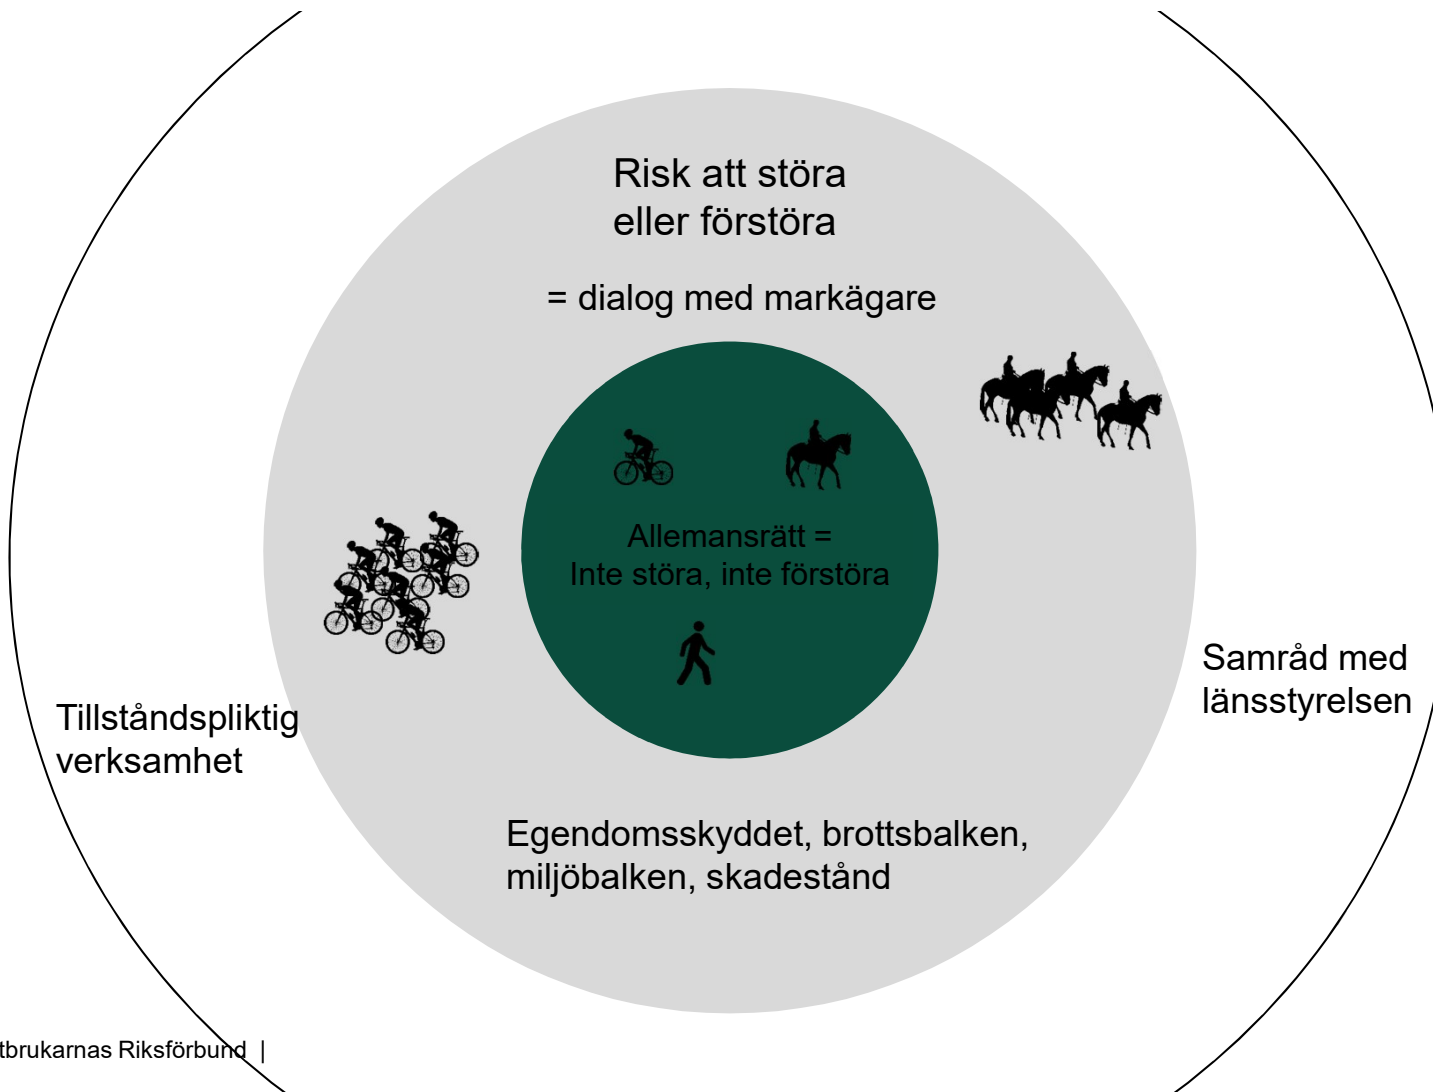 Risk att störa
eller förstöra
= dialog med markägare
Allemansrätt =
Inte störa, inte förstöra
Samråd med
länsstyrelsen
Tillståndspliktig
verksamhet
Egendomsskyddet, brottsbalken,
miljöbalken, skadestånd
tbrukarnas Riksförbund |